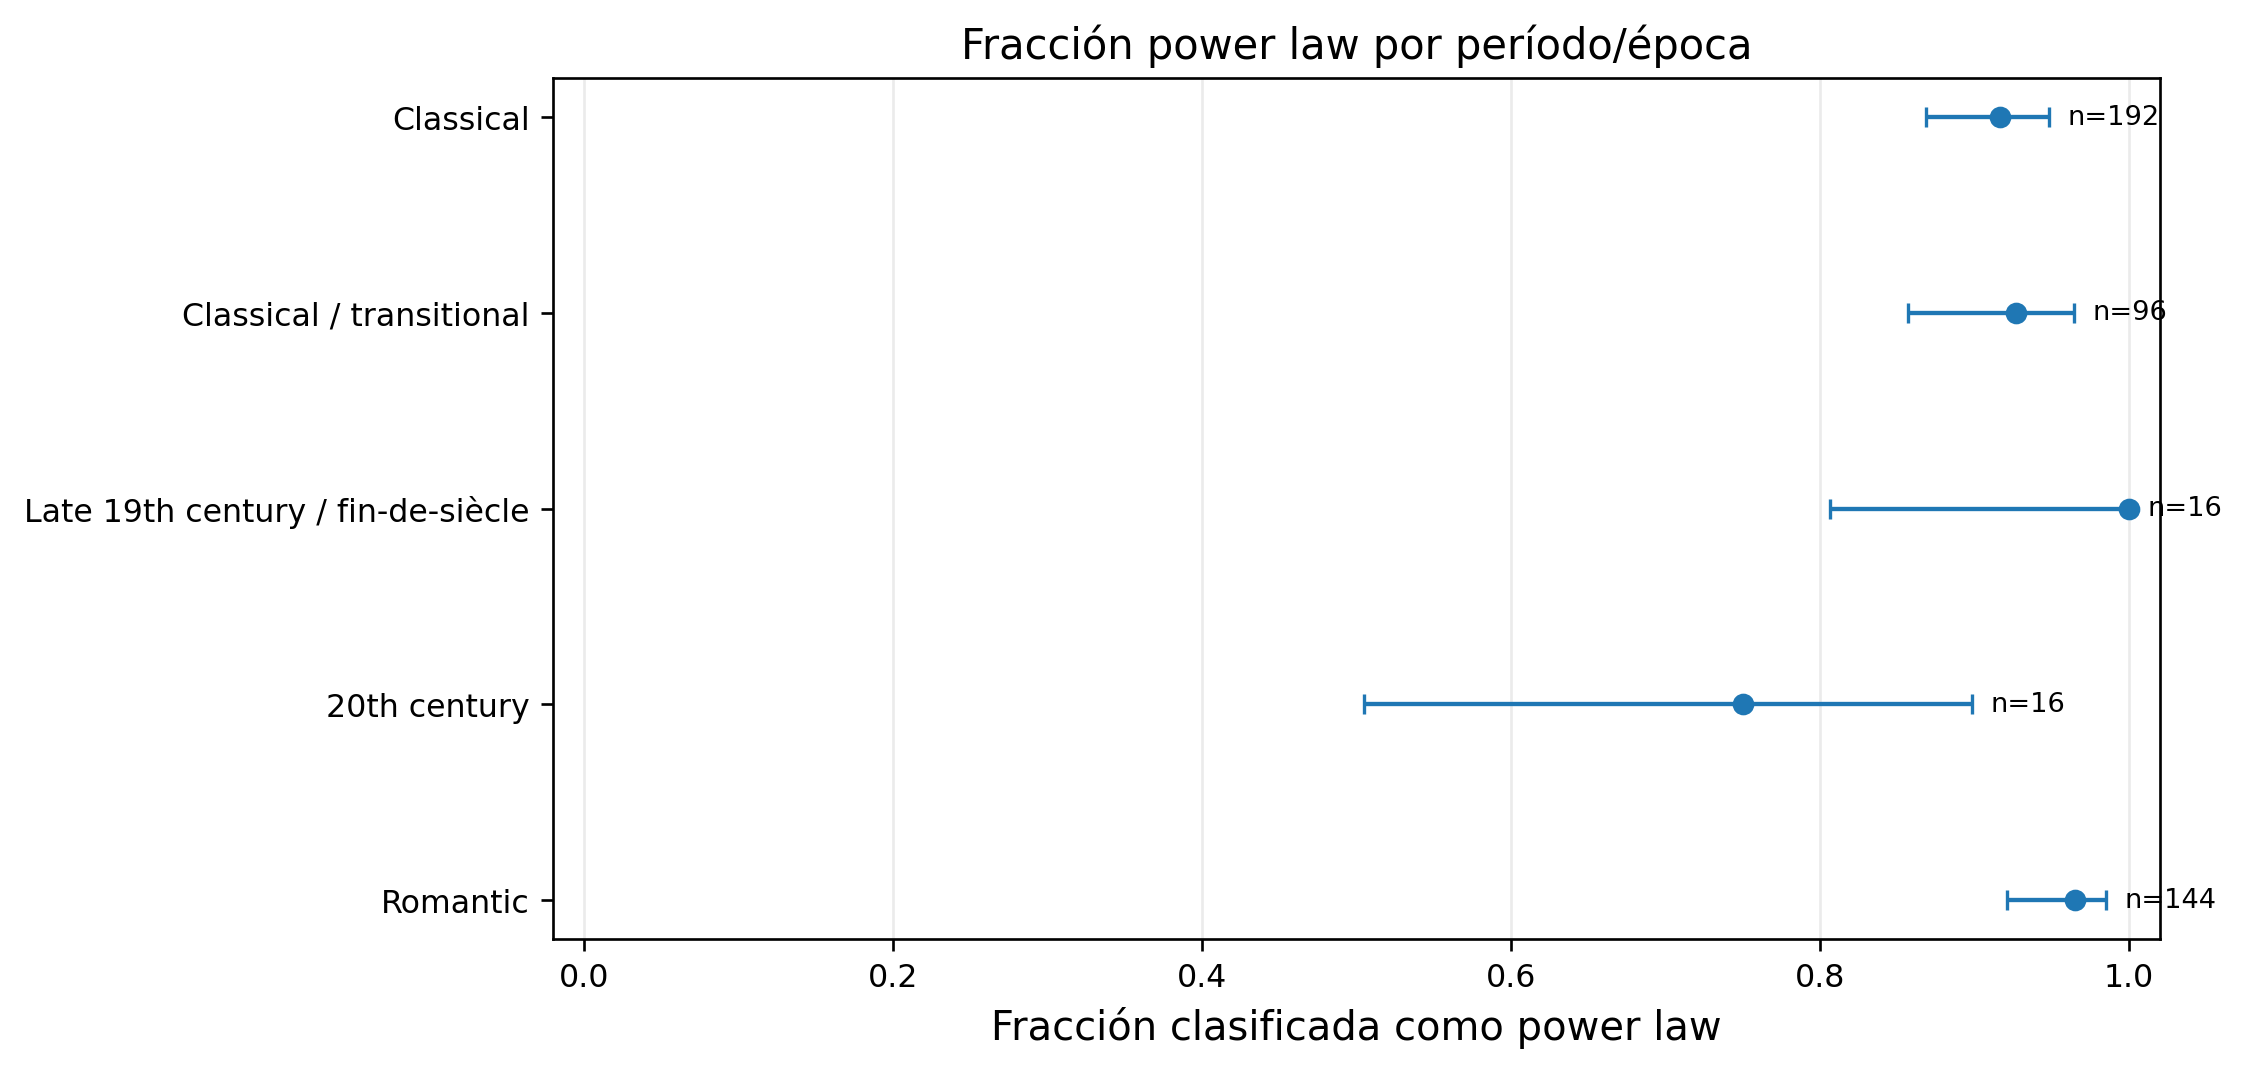 Fracción power law por período/época
Classical
n=192
Classical / transitional
n=96
Late 19th century / fin-de-siècle
n=16
20th century
n=16
Romantic
n=144
0.0 0.2 0.4 0.6 0.8 1.0
Fracción clasificada como power law